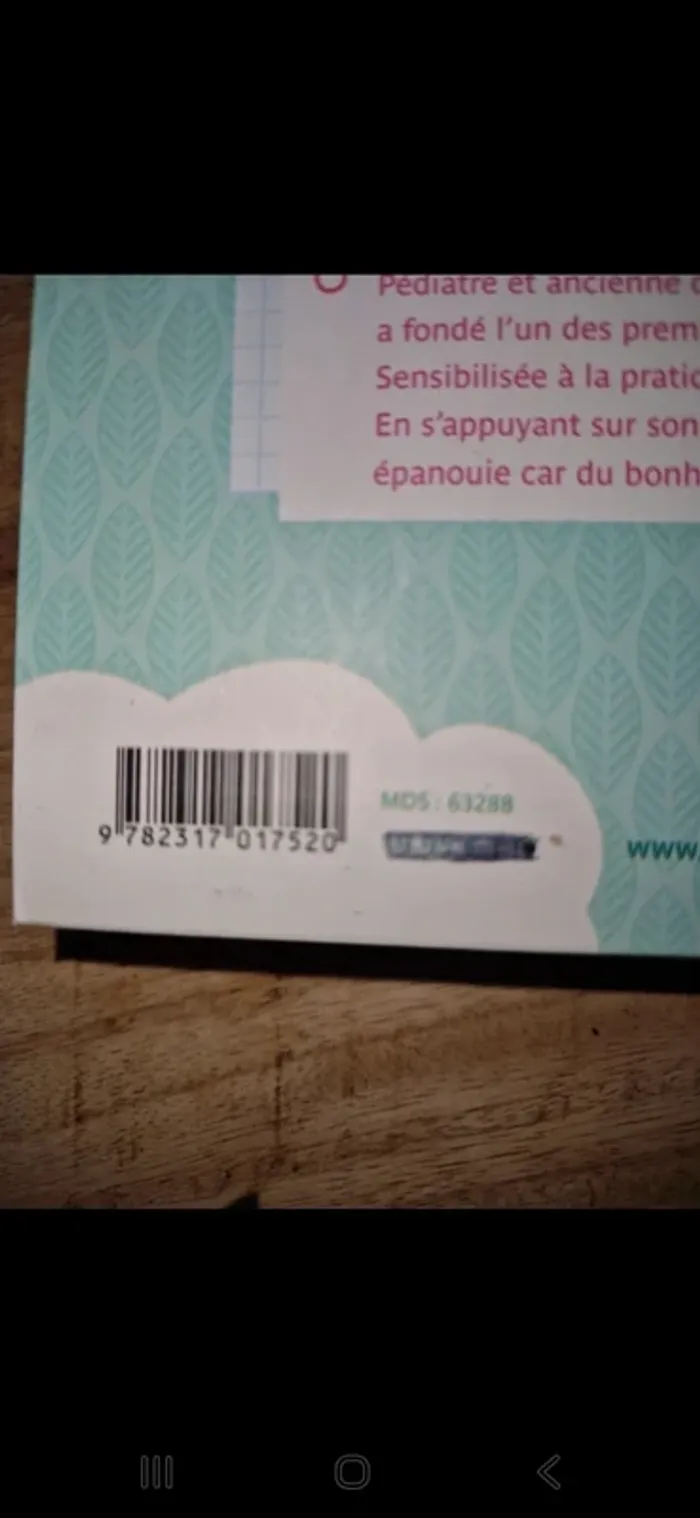 Pédiatre et ancienne
a fondé l'un des prem
Sensibilisée à la pratic
En s'appuyant sur son
épanouie car du bonh
MDS : 63288
9 782317 017520
www.